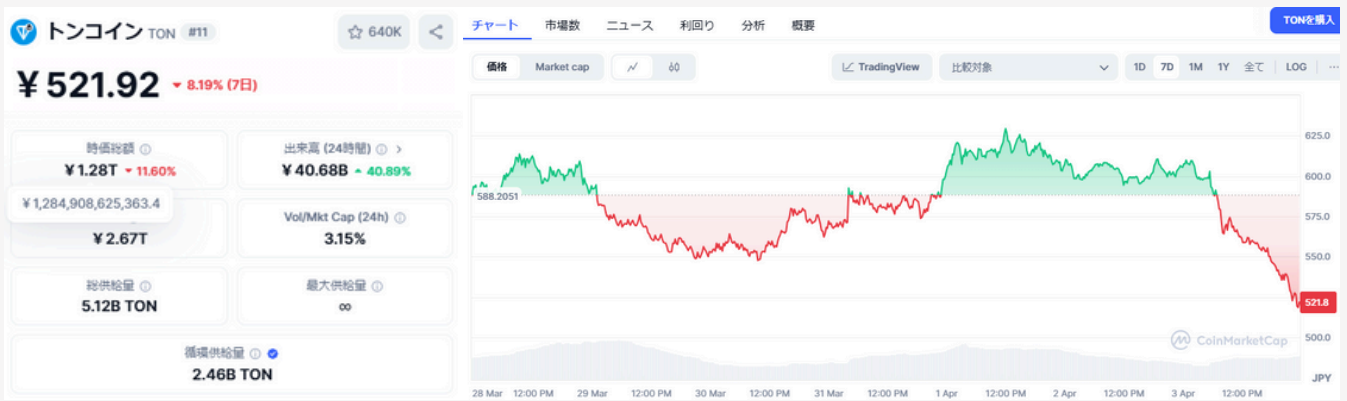 トンコイン TON #11
640K
¥521.92 8.19% (7日)
時価総額
¥1.28T 11.60%
出来高 (24時間)
¥40.68B 40.89%
¥1,284,908,625,363.4
¥2.67T
Vol/Mkt Cap (24h)
3.15%
総供給量
5.12B TON
最大供給量
∞
循環供給量
2.46B TON
チャート 市場数 ニュース 利回り 分析 概要
TONを購入
価格 Market cap
TradingView
比較対象
1D 7D 1M 1Y 全て LOG ...
625.0
600.0
588.2051
575.0
550.0
521.8
500.0
CoinMarketCap
JPY
28 Mar 12:00 PM 29 Mar 12:00 PM 30 Mar 12:00 PM 31 Mar 12:00 PM 1 Apr 12:00 PM 2 Apr 12:00 PM 3 Apr 12:00 PM